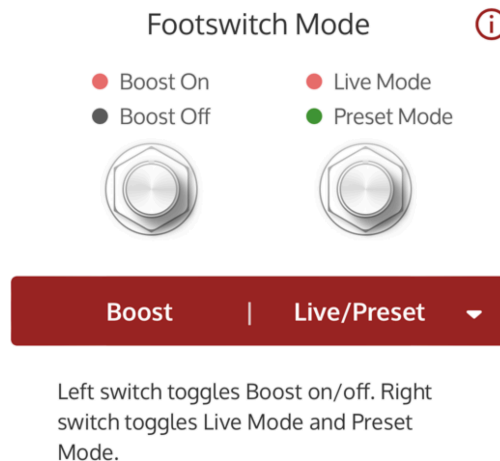 Footswitch Mode
Boost On
Live Mode
Boost Off
Preset Mode
Boost | Live/Preset
Left switch toggles Boost on/off. Right
switch toggles Live Mode and Preset
Mode.